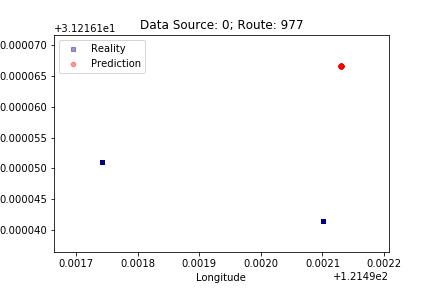 Data Source: 0; Route: 977
+3.12161e1
0.000070
0.000065
0.000060
0.000055
0.000050
0.000045
0.000040
Reality
Prediction
0.0017 0.0018 0.0019 0.0020 0.0021 0.0022
Longitude
+1.2149e2